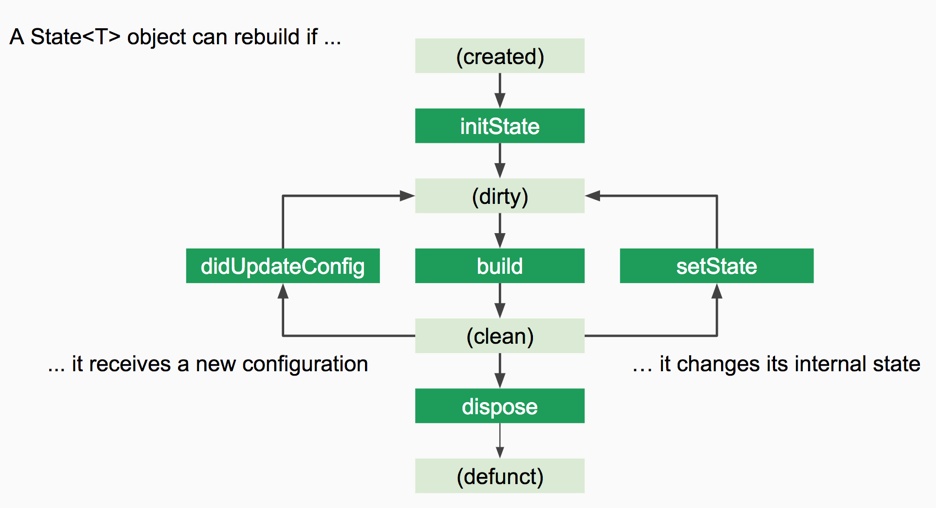 A State<T> object can rebuild if ...
(created)
initState
(dirty)
didUpdateConfig
build
setState
(clean)
... it receives a new configuration
… it changes its internal state
dispose
(defunct)